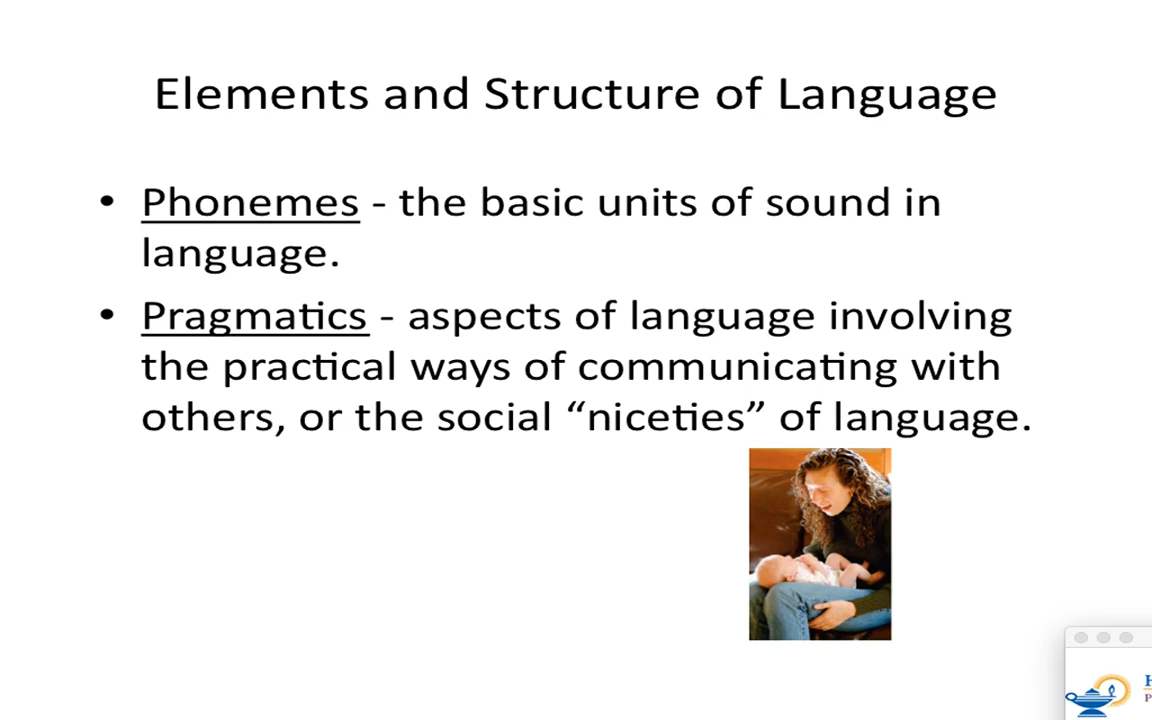 Elements and Structure of Language
• Phonemes - the basic units of sound in
language.
• Pragmatics - aspects of language involving
the practical ways of communicating with
others, or the social “niceties” of language.
H
P